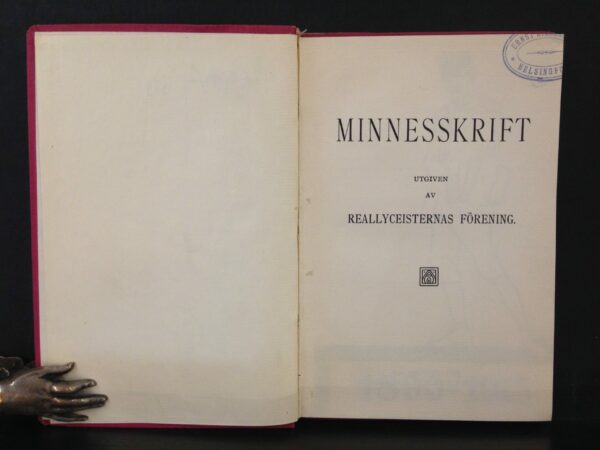 MINNESSKRIFT
UTGIVEN
AV
REALLYCEISTERNAS FÖRENING.